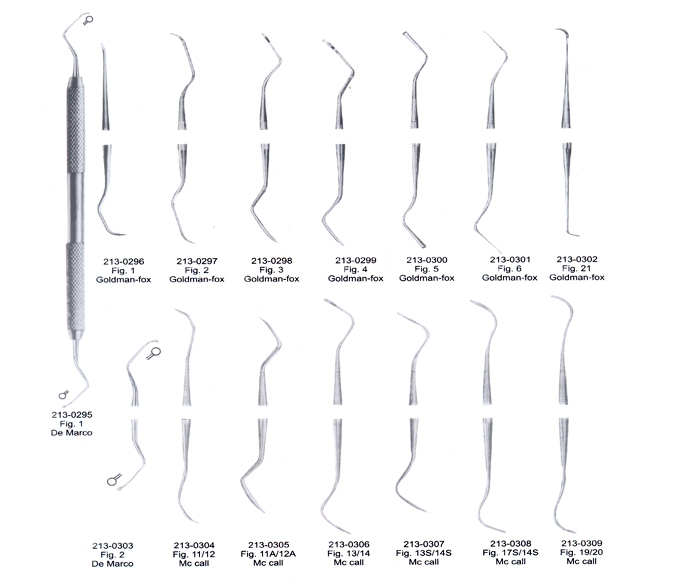 213-0296
Fig. 1
Goldman-fox
213-0297
Fig. 2
Goldman-fox
213-0298
Fig. 3
Goldman-fox
213-0299
Fig. 4
Goldman-fox
213-0300
Fig. 5
Goldman-fox
213-0301
Fig. 6
Goldman-fox
213-0302
Fig. 21
Goldman-fox
213-0295
Fig. 1
De Marco
213-0303
Fig. 2
De Marco
213-0304
Fig. 11/12
Mc call
213-0305
Fig. 11A/12A
Mc call
213-0306
Fig. 13/14
Mc call
213-0307
Fig. 13S/14S
Mc call
213-0308
Fig. 17S/14S
Mc call
213-0309
Fig. 19/20
Mc call